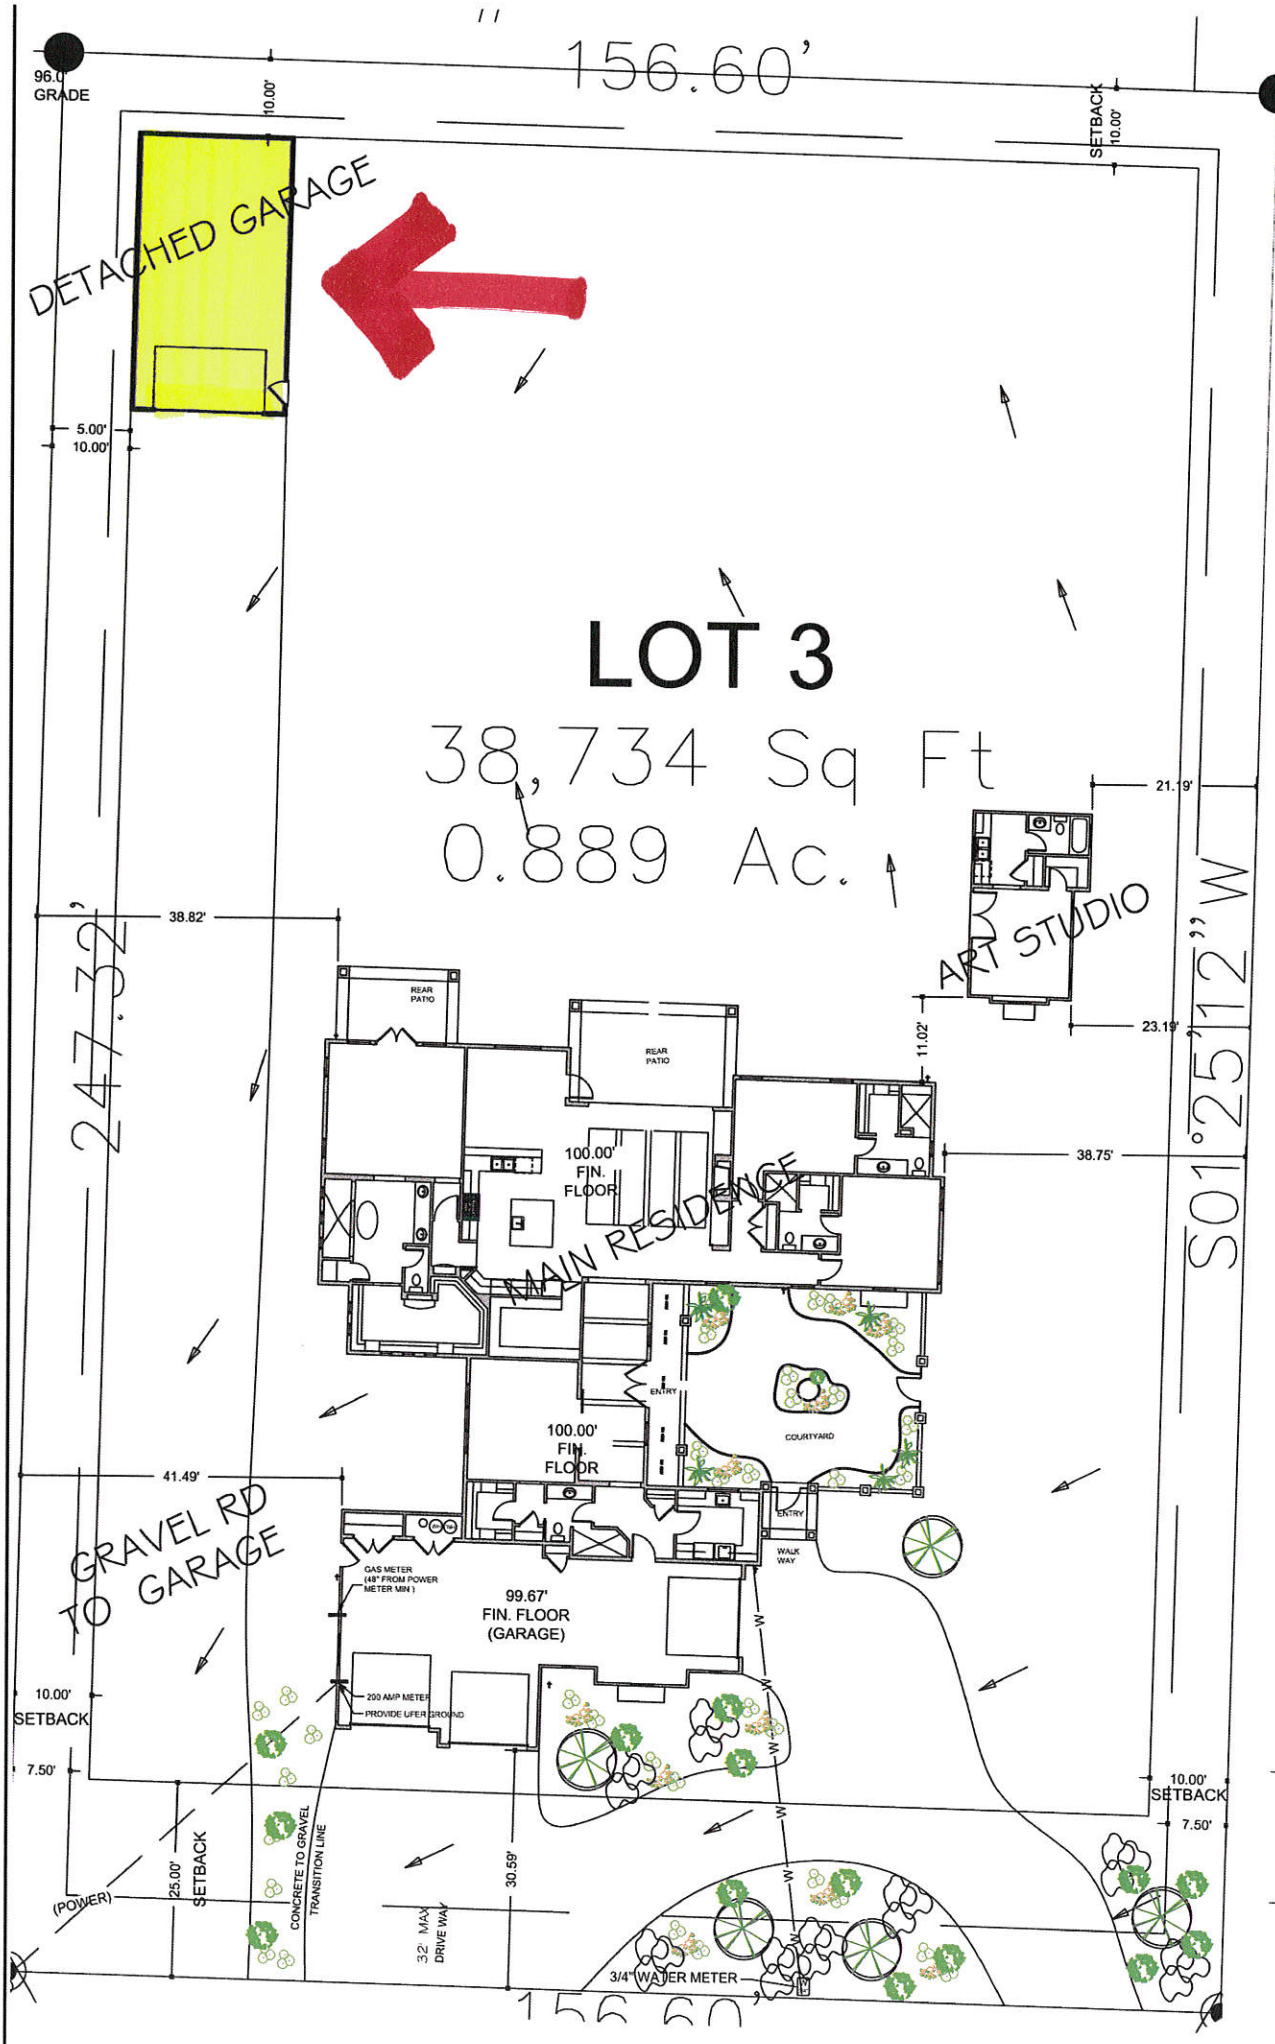 156.60'
96.0'
GRADE
10.00'
SETBACK
10.00'
DETACHED GARAGE
5.00'
10.00'
LOT 3
38,734 Sq Ft
0.889 Ac.
21.19'
38.82'
247.32'
ART STUDIO
S01°25'12"W
REAR
PATIO
REAR
PATIO
11.02'
23.19'
38.75'
100.00'
FIN.
FLOOR
MAIN RESIDENCE
ENTRY
COURTYARD
100.00'
FIN.
FLOOR
41.49'
GRAVEL RD
TO GARAGE
ENTRY
WALK
WAY
GAS METER
(48" FROM POWER
METER MIN )
99.67'
FIN. FLOOR
(GARAGE)
W
W
W
W
W
W
W
200 AMP METER
PROVIDE UFER GROUND
10.00'
SETBACK
7.50'
10.00'
SETBACK
7.50'
25.00'
SETBACK
(POWER)
CONCRETE TO GRAVEL
TRANSITION LINE
32' MAX
DRIVE WAY
30.59'
3/4" WATER METER
156.60'